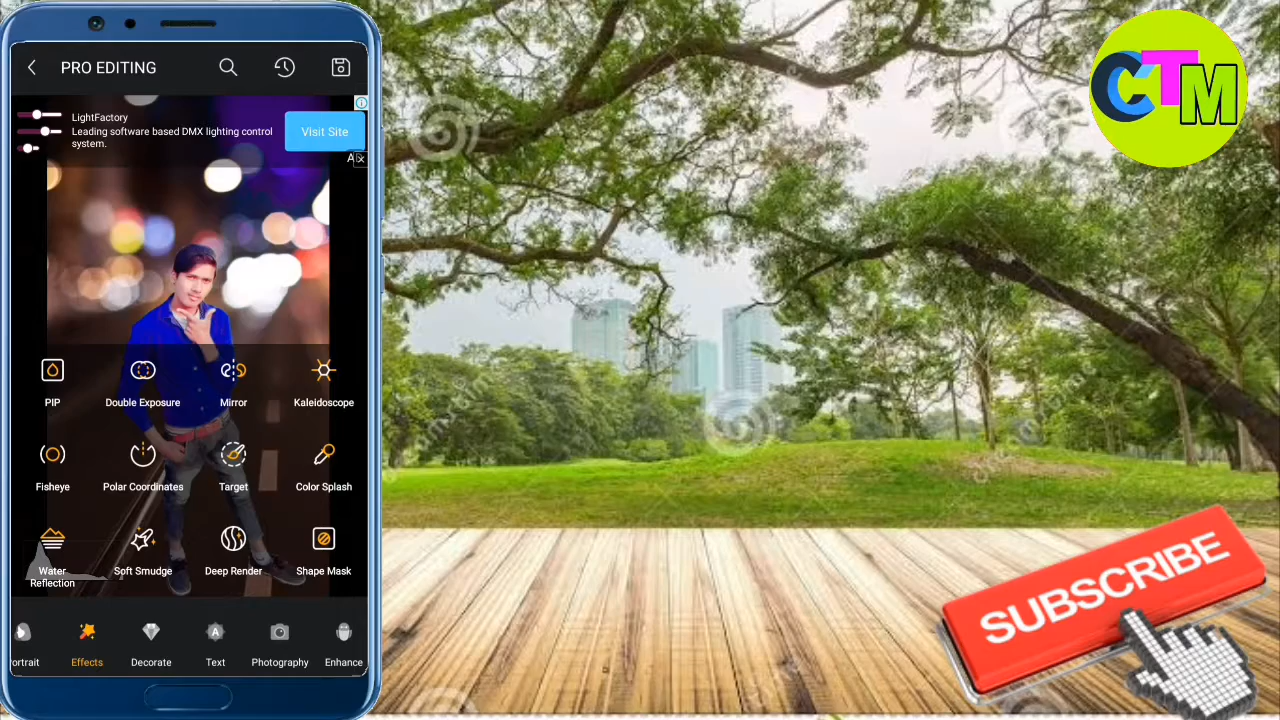 PRO EDITING
LightFactory
Leading software based DMX lighting control
system.
Visit Site
CTM
PIP
Double Exposure
Mirror
Kaleidoscope
Fisheye
Polar Coordinates
Target
Color Splash
Water
Reflection
Soft Smudge
Deep Render
Shape Mask
SUBSCRIBE
A
ortrait
Effects
Decorate
Text
Photography
Enhance